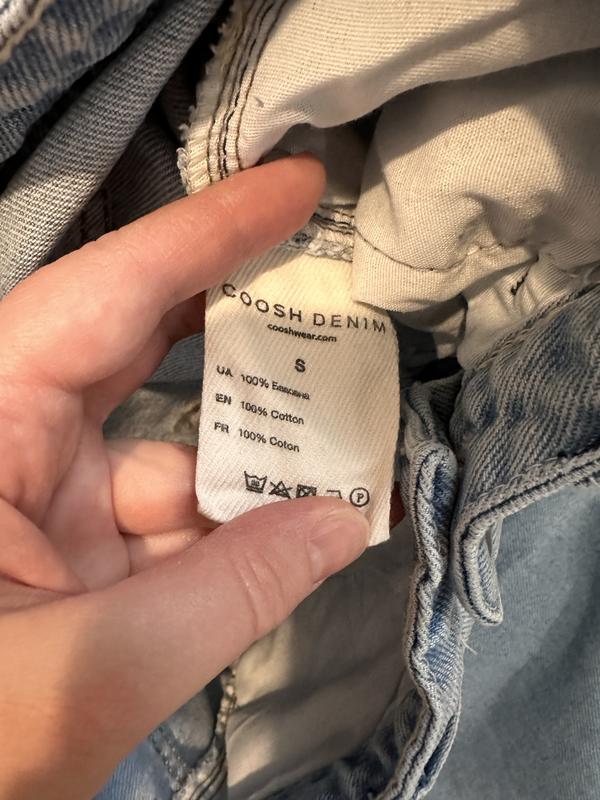 COOSH DENIM
cooshwear.com
S
UA 100% Бавовна
EN 100% Cotton
FR 100% Coton
P